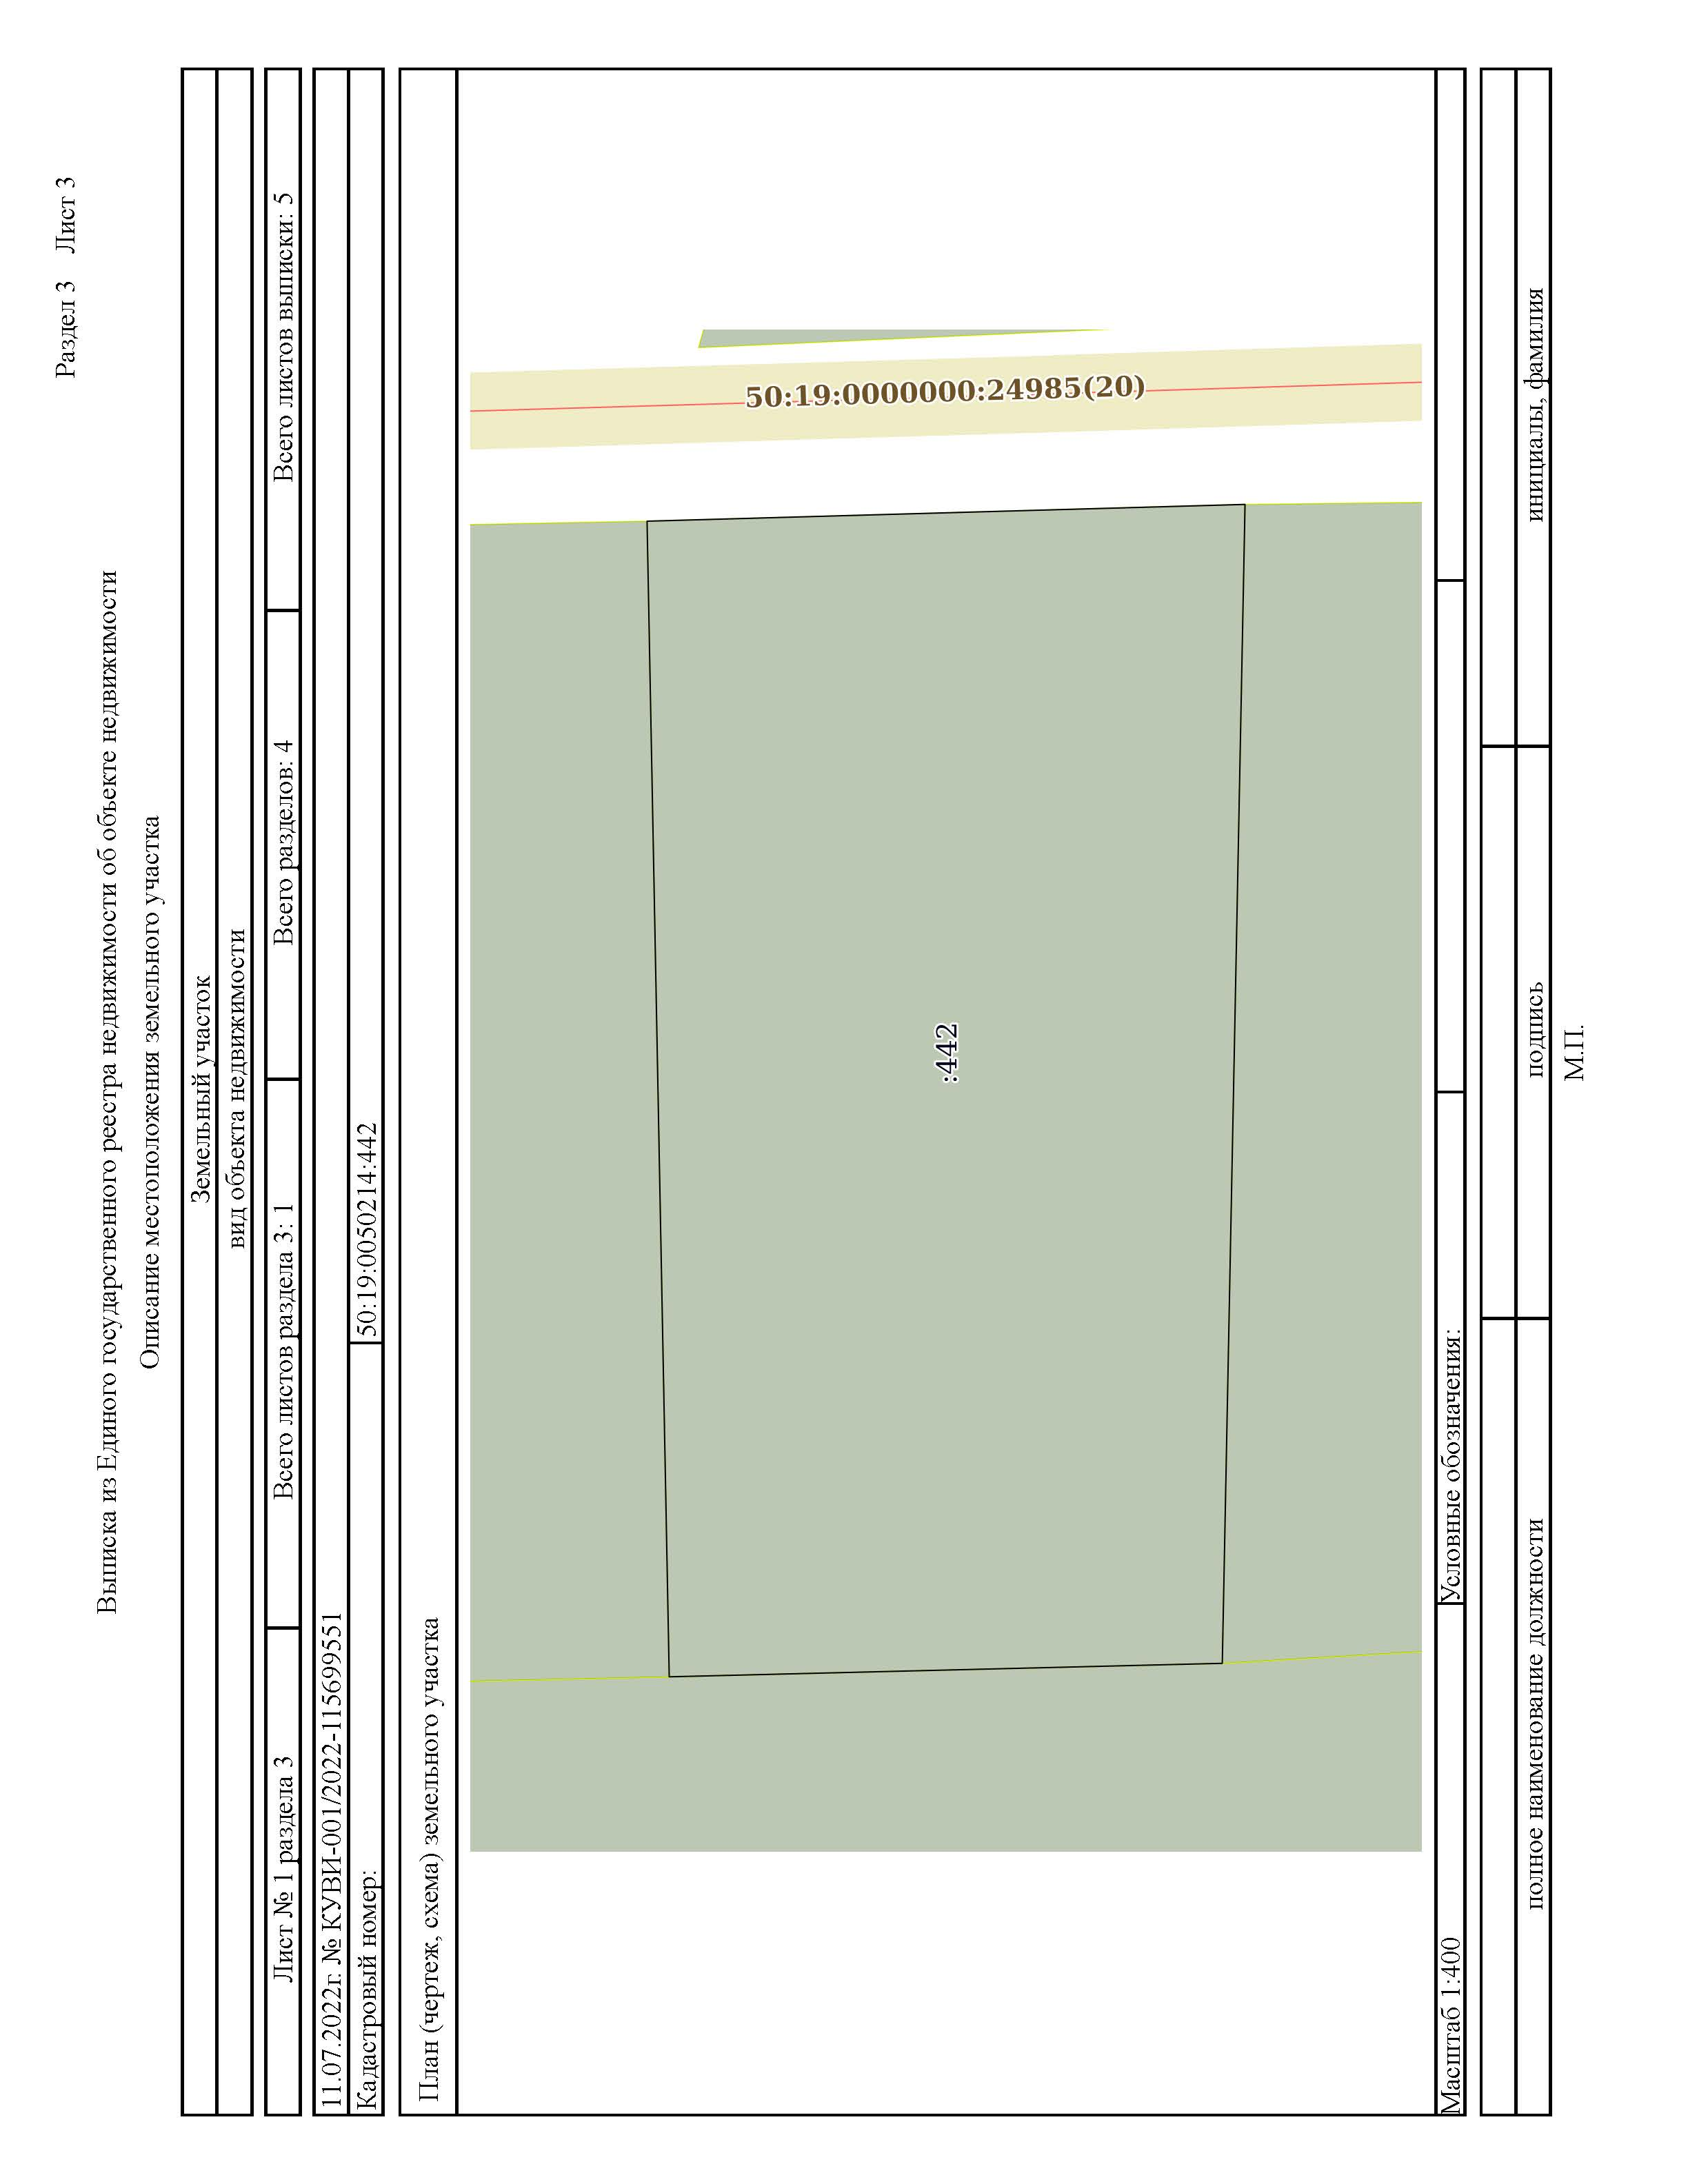 Раздел 3 Лист 3
Выписка из Единого государственного реестра недвижимости об объекте недвижимости
Описание местоположения земельного участка
Земельный участок
вид объекта недвижимости
Лист № 1 раздела 3 Всего листов раздела 3: 1 Всего разделов: 4 Всего листов выписки: 5
11.07.2022г. № КУВИ-001/2022-115699551
Кадастровый номер: 50:19:0050214:442
План (чертеж, схема) земельного участка
50:19:0000000:24985(20)
:442
Масштаб 1:400 Условные обозначения:
полное наименование должности подпись инициалы, фамилия
М.П.